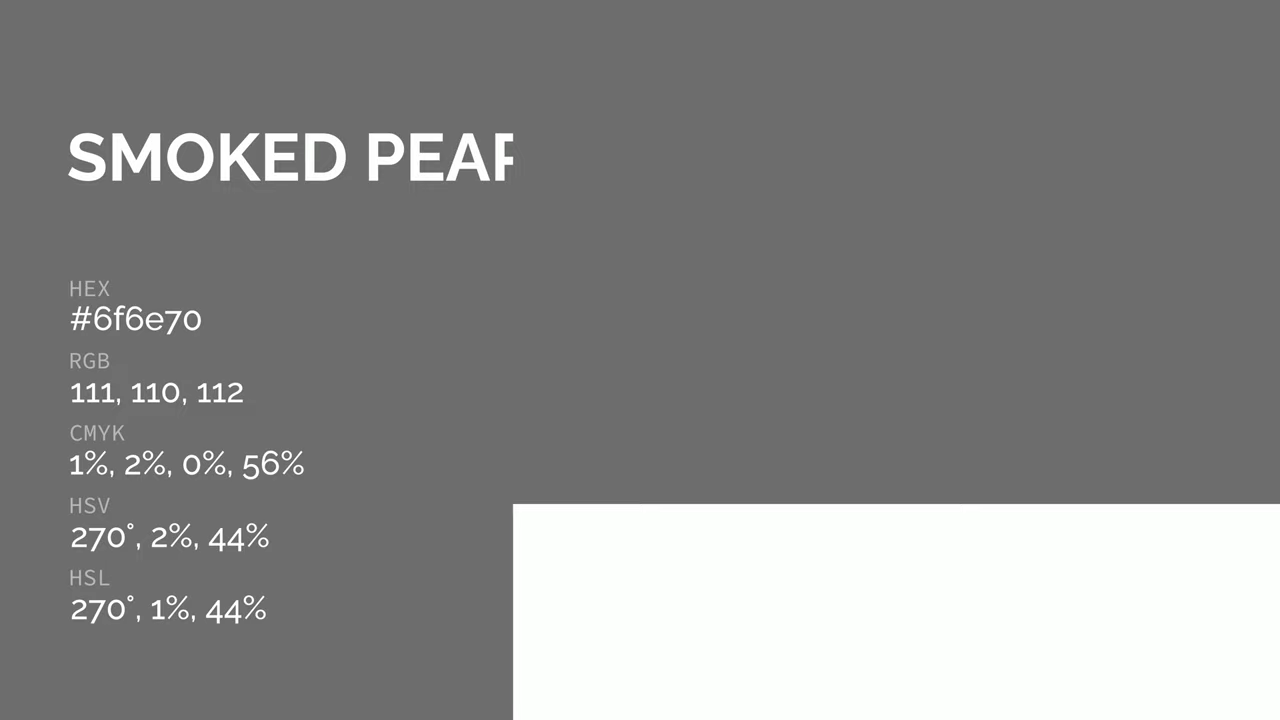 SMOKED PEA
HEX
#6f6e70
RGB
111, 110, 112
CMYK
1%, 2%, 0%, 56%
HSV
270°, 2%, 44%
HSL
270°, 1%, 44%